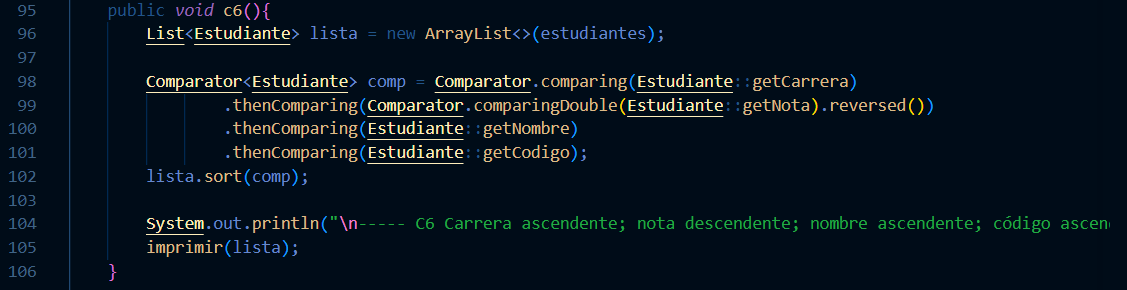 95 public void c6(){
96 List<Estudiante> lista = new ArrayList<>(estudiantes);
97
98 Comparator<Estudiante> comp = Comparator.comparing(Estudiante::getCarrera)
99 .thenComparing(Comparator.comparingDouble(Estudiante::getNota).reversed())
100 .thenComparing(Estudiante::getNombre)
101 .thenComparing(Estudiante::getCodigo);
102 lista.sort(comp);
103
104 System.out.println("\n----- C6 Carrera ascendente; nota descendente; nombre ascendente; código ascen
105 imprimir(lista);
106 }